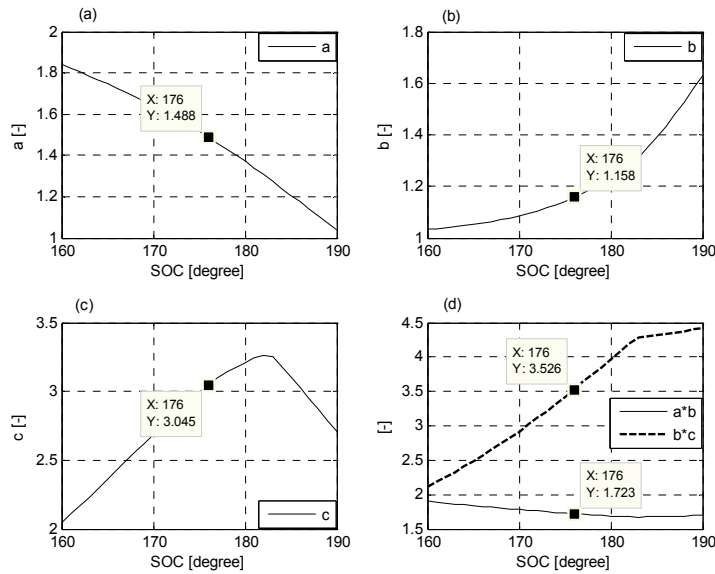 (a)
2
1.8
1.6
1.4
1.2
1
a [-]
a
X: 176
Y: 1.488
160 170 180 190
SOC [degree]
(b)
1.8
1.6
1.4
1.2
1
b [-]
b
X: 176
Y: 1.158
160 170 180 190
SOC [degree]
(c)
3.5
3
2.5
2
c [-]
X: 176
Y: 3.045
c
160 170 180 190
SOC [degree]
(d)
4.5
4
3.5
3
2.5
2
1.5
[-]
X: 176
Y: 3.526
a*b
b*c
X: 176
Y: 1.723
160 170 180 190
SOC [degree]